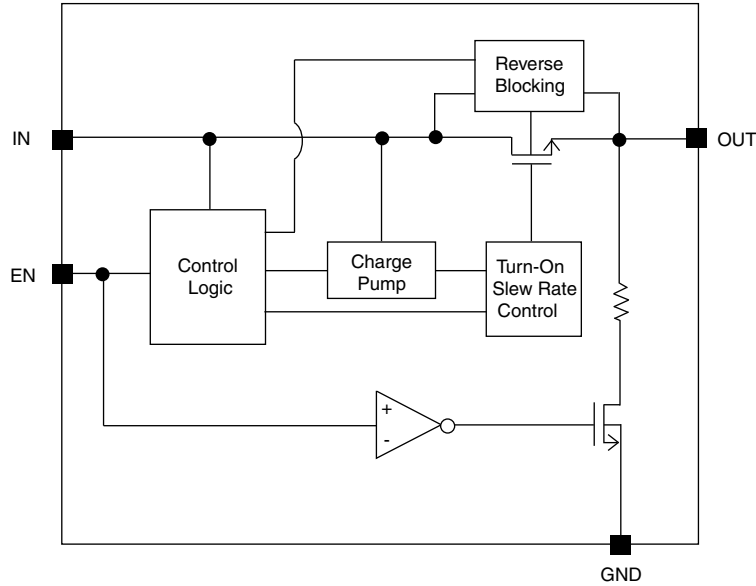 Reverse
Blocking
IN
OUT
EN
Control
Logic
Charge
Pump
Turn-On
Slew Rate
Control
+
-
GND